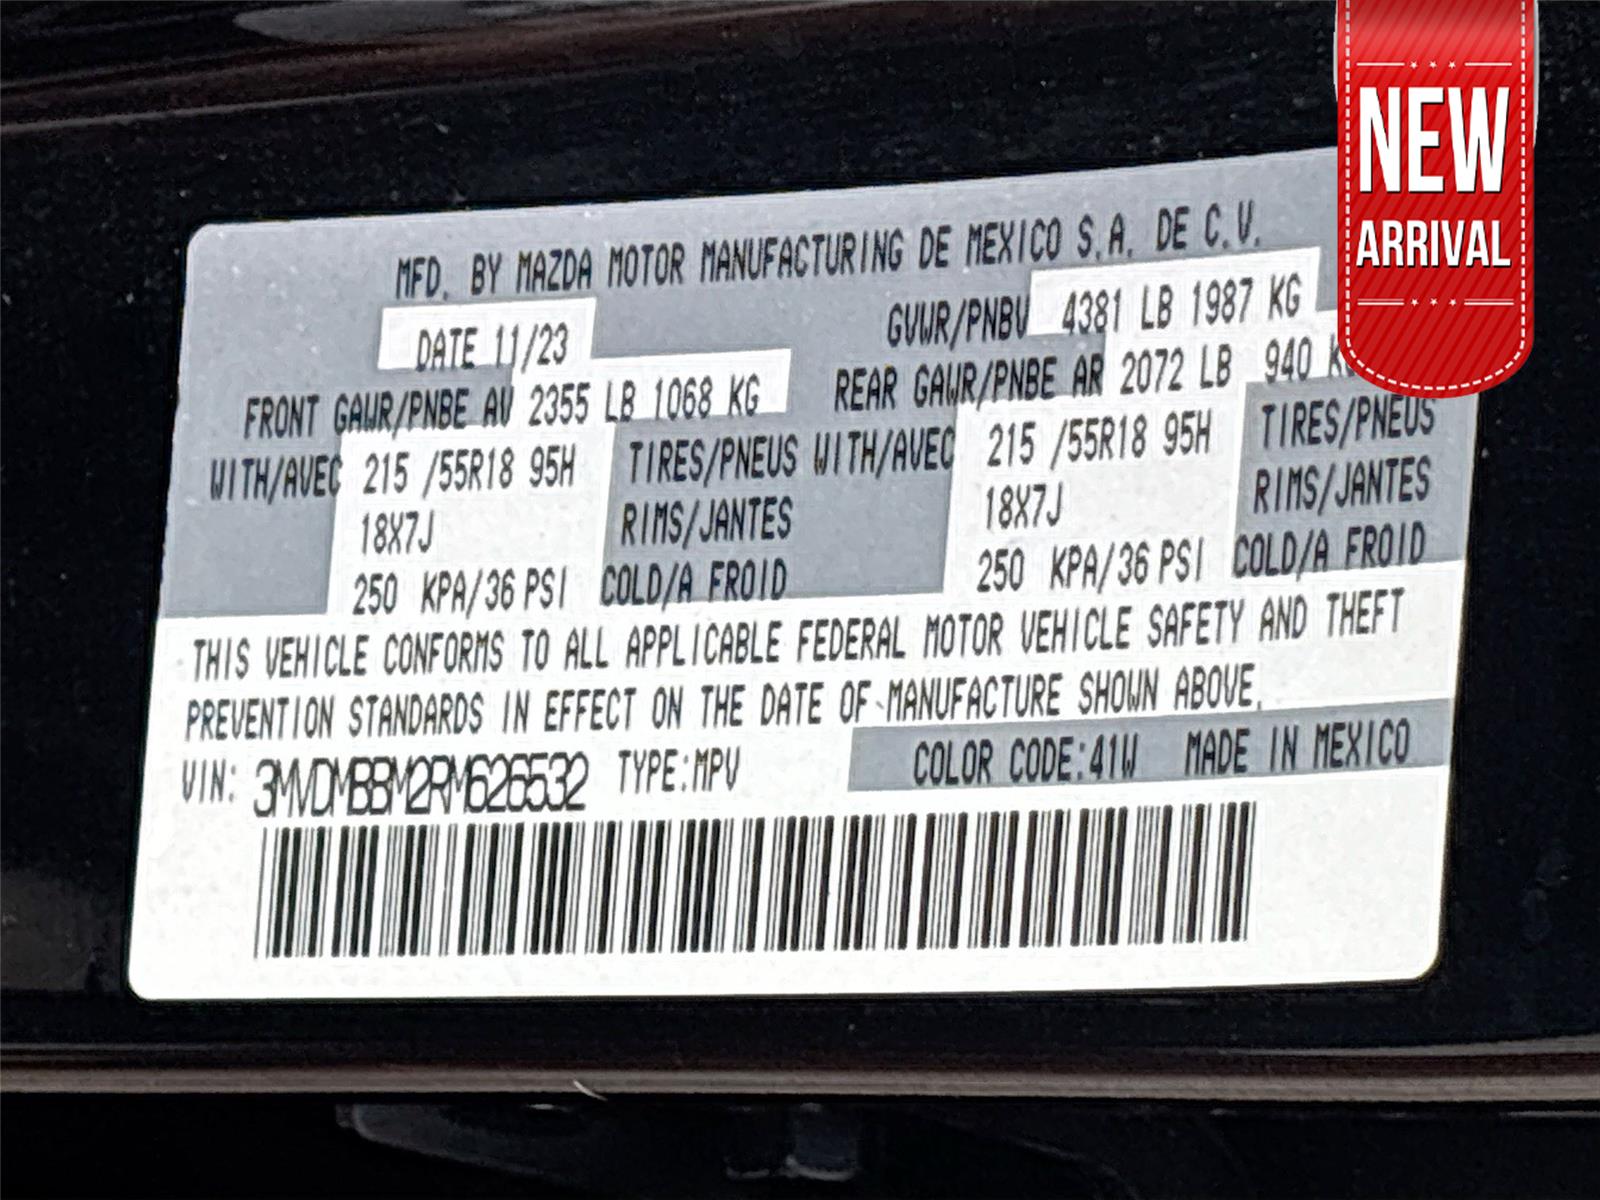 NEW
ARRIVAL
MFD. BY MAZDA MOTOR MANUFACTURING DE MEXICO S.A. DE C.V.
DATE 11/23 GVWR/PNBV 4381 LB 1987 KG
FRONT GAWR/PNBE AV 2355 LB 1068 KG REAR GAWR/PNBE AR 2072 LB 940
WITH/AVEC 215 /55R18 95H TIRES/PNEUS WITH/AVEC 215 /55R18 95H TIRES/PNEUS
18X7J RIMS/JANTES 18X7J RIMS/JANTES
250 KPA/36 PSI COLD/A FROID 250 KPA/36 PSI COLD/A FROID
THIS VEHICLE CONFORMS TO ALL APPLICABLE FEDERAL MOTOR VEHICLE SAFETY AND THEFT
PREVENTION STANDARDS IN EFFECT ON THE DATE OF MANUFACTURE SHOWN ABOVE.
VIN: 3MVDMBBM2RM626532 TYPE:MPV COLOR CODE:41W MADE IN MEXICO